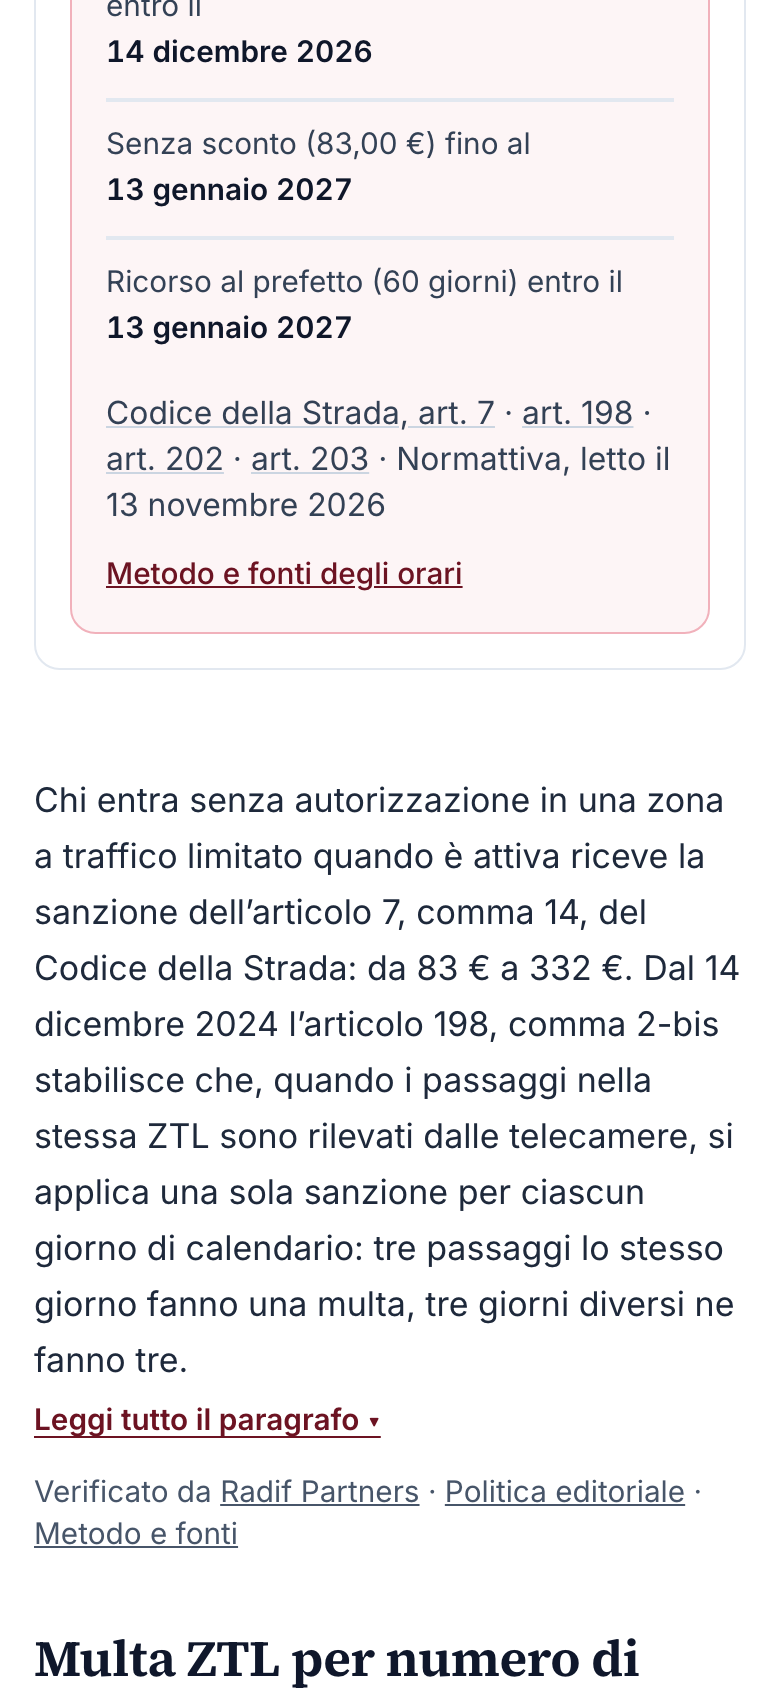 entro il
14 dicembre 2026
Senza sconto (83,00 €) fino al
13 gennaio 2027
Ricorso al prefetto (60 giorni) entro il
13 gennaio 2027
Codice della Strada, art. 7 · art. 198 ·
art. 202 · art. 203 · Normattiva, letto il
13 novembre 2026
Metodo e fonti degli orari
Chi entra senza autorizzazione in una zona
a traffico limitato quando è attiva riceve la
sanzione dell’articolo 7, comma 14, del
Codice della Strada: da 83 € a 332 €. Dal 14
dicembre 2024 l’articolo 198, comma 2-bis
stabilisce che, quando i passaggi nella
stessa ZTL sono rilevati dalle telecamere, si
applica una sola sanzione per ciascun
giorno di calendario: tre passaggi lo stesso
giorno fanno una multa, tre giorni diversi ne
fanno tre.
Leggi tutto il paragrafo ▾
Verificato da Radif Partners · Politica editoriale ·
Metodo e fonti
Multa ZTL per numero di